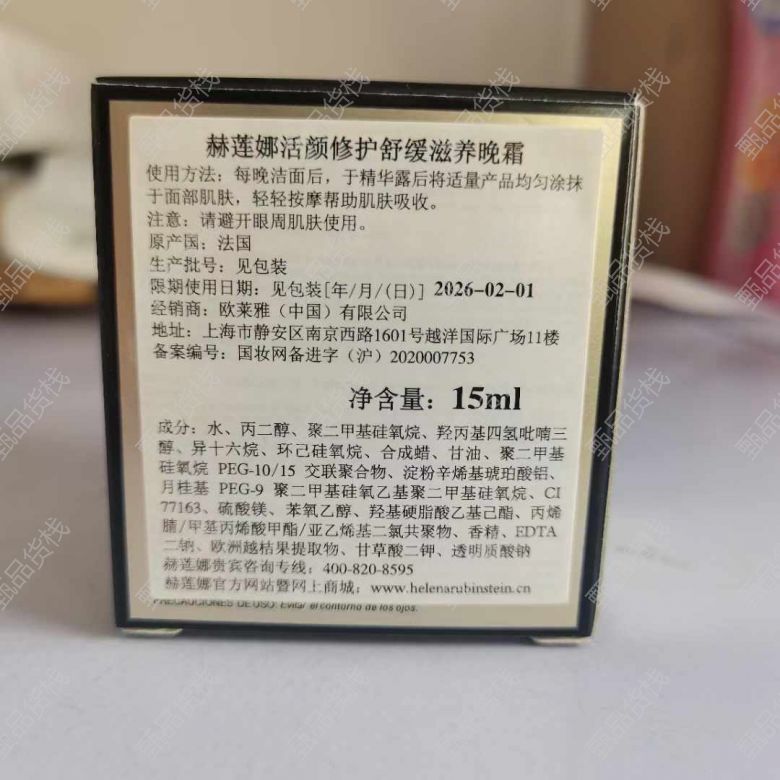 赫莲娜活颜修护舒缓滋养晚霜
使用方法：每晚洁面后，于精华露后将适量产品均匀涂抹
于面部肌肤，轻轻按摩帮助肌肤吸收。
注意：请避开眼周肌肤使用。
原产国：法国
生产批号：见包装
限期使用日期：见包装[年/月/(日)] 2026-02-01
经销商：欧莱雅（中国）有限公司
地址：上海市静安区南京西路1601号越洋国际广场11楼
备案编号：国妆网备进字（沪）2020007753
净含量：15ml
成分：水、丙二醇、聚二甲基硅氧烷、羟丙基四氢吡喃三
醇、异十六烷、环己硅氧烷、合成蜡、甘油、聚二甲基
硅氧烷 PEG-10/15 交联聚合物、淀粉辛烯基琥珀酸铝、
月桂基 PEG-9 聚二甲基硅氧乙基聚二甲基硅氧烷、CI
77163、硫酸镁、苯氧乙醇、羟基硬脂酸乙基己酯、丙烯
腈/甲基丙烯酸甲酯/亚乙烯基二氯共聚物、香精、EDTA
二钠、欧洲越桔果提取物、甘草酸二钾、透明质酸钠
赫莲娜贵宾咨询专线：400-820-8595
赫莲娜官方网站暨网上商城：www.helenarubinstein.cn
PRECAUCIONES DE USO: Evitar el contorno de los ojos.
甄品货栈